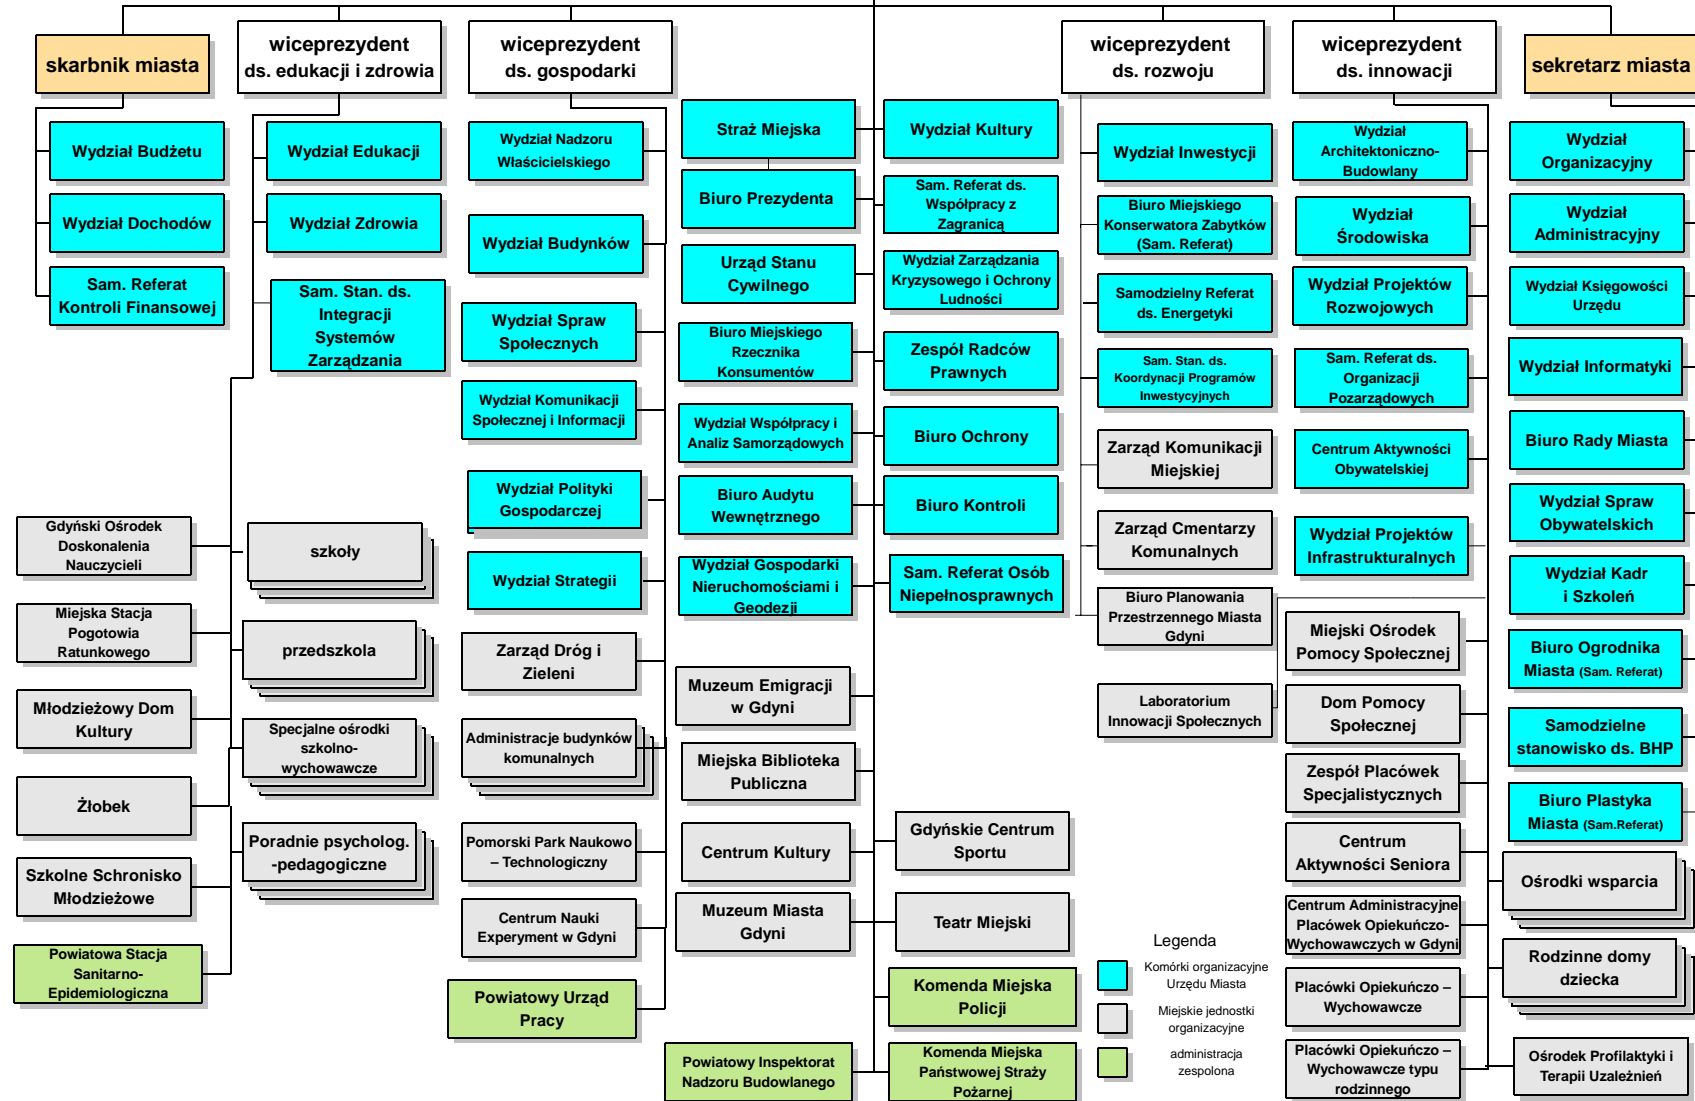 skarbnik miasta
wiceprezydent
ds. edukacji i zdrowia
wiceprezydent
ds. gospodarki
wiceprezydent
ds. rozwoju
wiceprezydent
ds. innowacji
sekretarz miasta
Wydział Budżetu
Wydział Dochodów
Sam. Referat
Kontroli Finansowej
Wydział Edukacji
Wydział Zdrowia
Sam. Stan. ds.
Integracji
Systemów
Zarządzania
Gdyński Ośrodek
Doskonalenia
Nauczycieli
Miejska Stacja
Pogotowia
Ratunkowego
Młodzieżowy Dom
Kultury
Żłobek
Szkolne Schronisko
Młodzieżowe
Powiatowa Stacja
Sanitarno-
Epidemiologiczna
szkoły
przedszkola
Specjalne ośrodki
szkolno-
wychowawcze
Poradnie psycholog.
-pedagogiczne
Wydział Nadzoru
Właścicielskiego
Wydział Budynków
Wydział Spraw
Społecznych
Wydział Komunikacji
Społecznej i Informacji
Wydział Polityki
Gospodarczej
Wydział Strategii
Zarząd Dróg i
Zieleni
Administracje budynków
komunalnych
Pomorski Park Naukowo
– Technologiczny
Centrum Nauki
Experyment w Gdyni
Powiatowy Urząd
Pracy
Straż Miejska
Biuro Prezydenta
Urząd Stanu
Cywilnego
Biuro Miejskiego
Rzecznika
Konsumentów
Wydział Współpracy i
Analiz Samorządowych
Biuro Audytu
Wewnętrznego
Wydział Gospodarki
Nieruchomościami i
Geodezji
Muzeum Emigracji
w Gdyni
Miejska Biblioteka
Publiczna
Centrum Kultury
Muzeum Miasta
Gdyni
Powiatowy Inspektorat
Nadzoru Budowlanego
Wydział Kultury
Sam. Referat ds.
Współpracy z
Zagranicą
Wydział Zarządzania
Kryzysowego i Ochrony
Ludności
Zespół Radców
Prawnych
Biuro Ochrony
Biuro Kontroli
Sam. Referat Osób
Niepełnosprawnych
Gdyńskie Centrum
Sportu
Teatr Miejski
Komenda Miejska
Policji
Komenda Miejska
Państwowej Straży
Pożarnej
Wydział Inwestycji
Biuro Miejskiego
Konserwatora Zabytków
(Sam. Referat)
Samodzielny Referat
ds. Energetyki
Sam. Stan. ds.
Koordynacji Programów
Inwestycyjnych
Zarząd Komunikacji
Miejskiej
Zarząd Cmentarzy
Komunalnych
Biuro Planowania
Przestrzennego Miasta
Gdyni
Laboratorium
Innowacji Społecznych
Legenda
Komórki organizacyjne
Urzędu Miasta
Miejskie jednostki
organizacyjne
administracja
zespolona
Wydział
Architektoniczno-
Budowlany
Wydział
Środowiska
Wydział Projektów
Rozwojowych
Sam. Referat ds.
Organizacji
Pozarządowych
Centrum Aktywności
Obywatelskiej
Wydział Projektów
Infrastrukturalnych
Miejski Ośrodek
Pomocy Społecznej
Dom Pomocy
Społecznej
Zespół Placówek
Specjalistycznych
Centrum
Aktywności Seniora
Centrum Administracyjne
Placówek Opiekuńczo-
Wychowawczych w Gdyni
Placówki Opiekuńczo –
Wychowawcze
Placówki Opiekuńczo –
Wychowawcze typu
rodzinnego
Wydział
Organizacyjny
Wydział
Administracyjny
Wydział Księgowości
Urzędu
Wydział Informatyki
Biuro Rady Miasta
Wydział Spraw
Obywatelskich
Wydział Kadr
i Szkoleń
Biuro Ogrodnika
Miasta (Sam. Referat)
Samodzielne
stanowisko ds. BHP
Biuro Plastyka
Miasta (Sam.Referat)
Ośrodki wsparcia
Rodzinne domy
dziecka
Ośrodek Profilaktyki i
Terapii Uzależnień